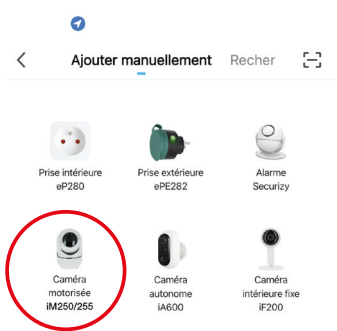 Ajouter manuellement Recher
Prise intérieure
eP280
Prise extérieure
ePE282
Alarme
Securizy
Caméra
motorisée
iM250/255
Caméra
autonome
iA600
Caméra
intérieure fixe
iF200